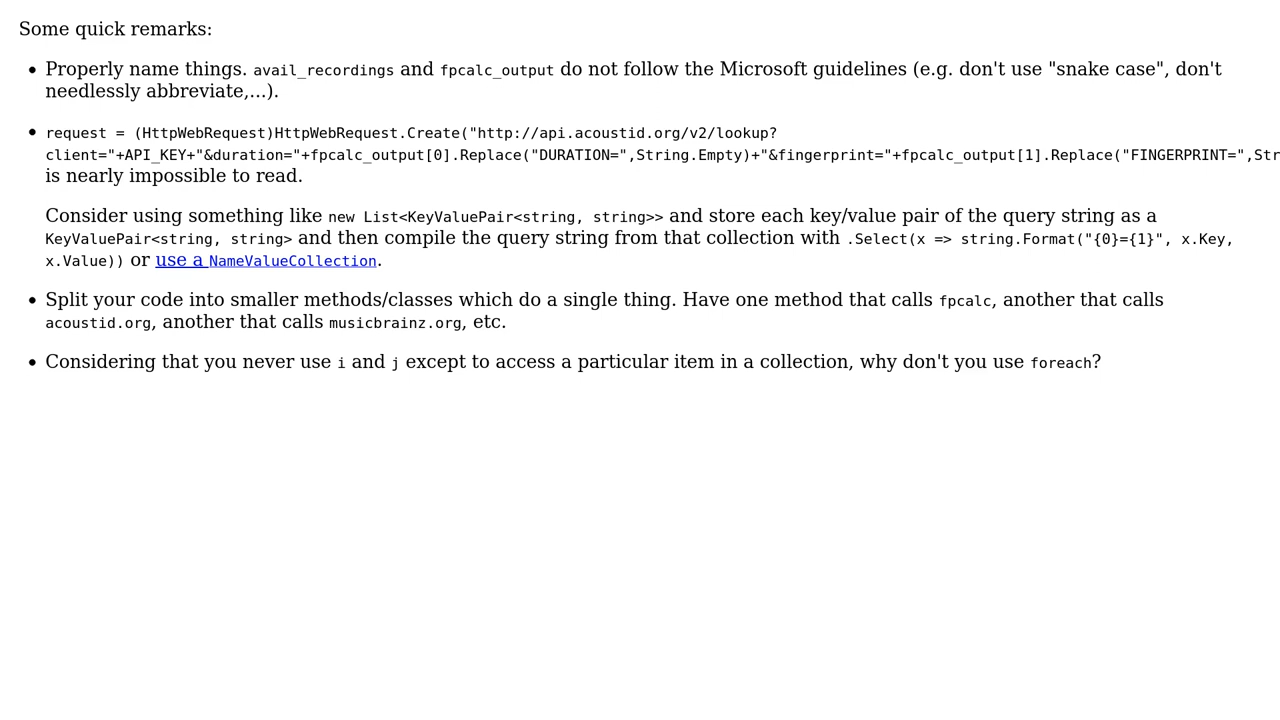 Some quick remarks:
• Properly name things. avail_recordings and fpcalc_output do not follow the Microsoft guidelines (e.g. don't use "snake case", don't
needlessly abbreviate,...).
• request = (HttpWebRequest)HttpWebRequest.Create("http://api.acoustid.org/v2/lookup?
client="+API_KEY+"&duration="+fpcalc_output[0].Replace("DURATION=",String.Empty)+"&fingerprint="+fpcalc_output[1].Replace("FINGERPRINT=",Str
is nearly impossible to read.
Consider using something like new List<KeyValuePair<string, string>> and store each key/value pair of the query string as a
KeyValuePair<string, string> and then compile the query string from that collection with .Select(x => string.Format("{0}={1}", x.Key,
x.Value)) or use a NameValueCollection.
• Split your code into smaller methods/classes which do a single thing. Have one method that calls fpcalc, another that calls
acoustid.org, another that calls musicbrainz.org, etc.
• Considering that you never use i and j except to access a particular item in a collection, why don't you use foreach?